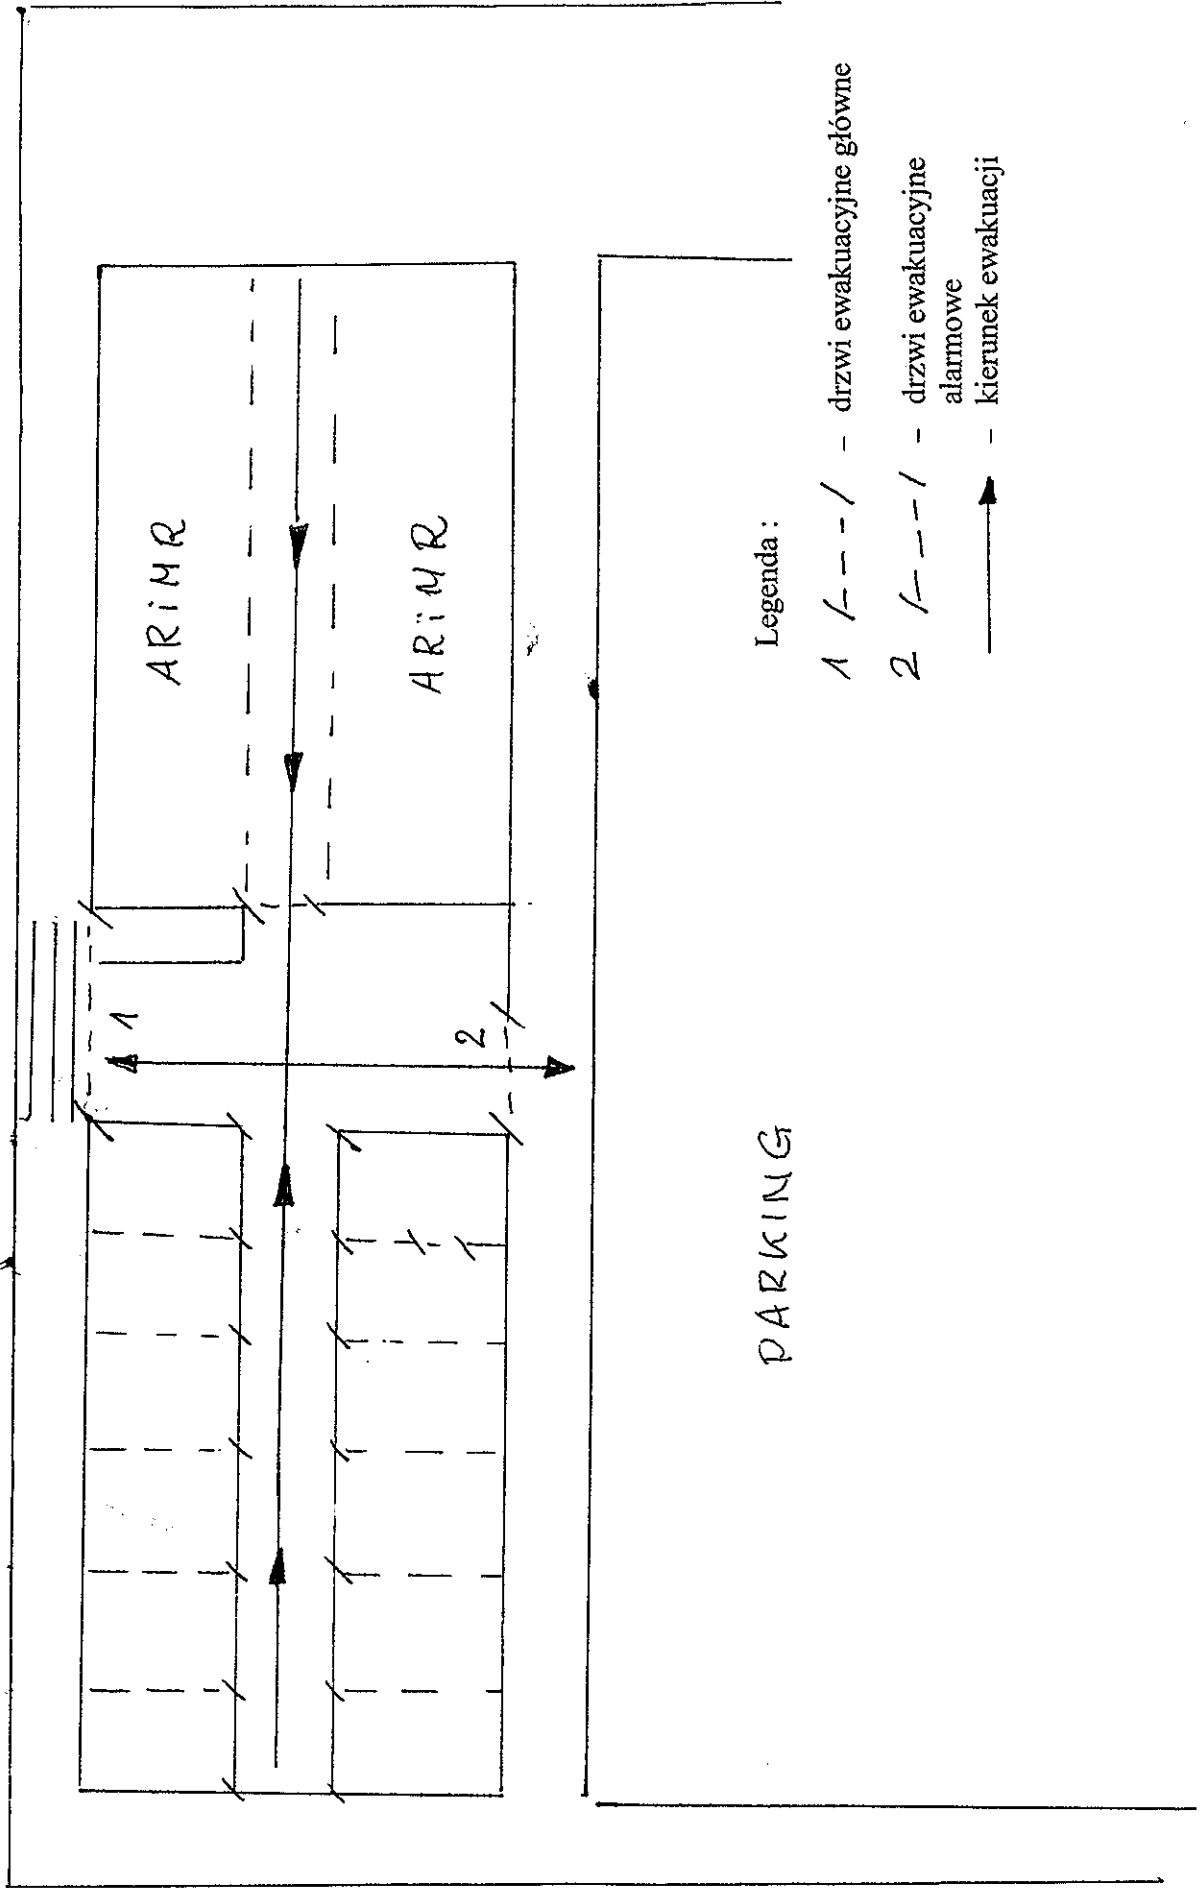 ARiMR
ARiMR
1
2
PARKING
Legenda :
1 /---/ - drzwi ewakuacyjne główne
2 /---/ - drzwi ewakuacyjne
alarmowe
- kierunek ewakuacji